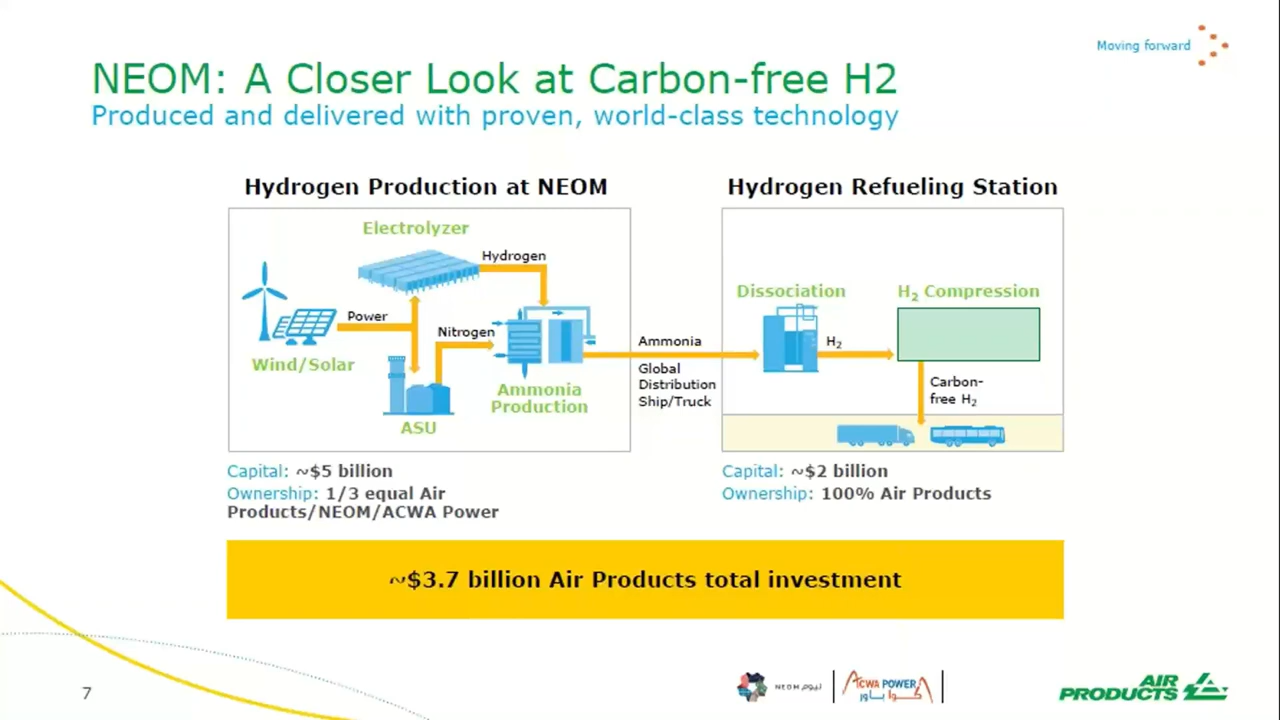 Moving forward
NEOM: A Closer Look at Carbon-free H2
Produced and delivered with proven, world-class technology
Hydrogen Production at NEOM
Electrolyzer
Hydrogen
Power
Nitrogen
Wind/Solar
Ammonia
Production
ASU
Ammonia
Global
Distribution
Ship/Truck
Hydrogen Refueling Station
Dissociation
H₂ Compression
H₂
Carbon-
free H₂
Capital: ~$5 billion
Ownership: 1/3 equal Air
Products/NEOM/ACWA Power
Capital: ~$2 billion
Ownership: 100% Air Products
~$3.7 billion Air Products total investment
7
NEOM نيوم
ACWA POWER
أكوا باور
AIR
PRODUCTS